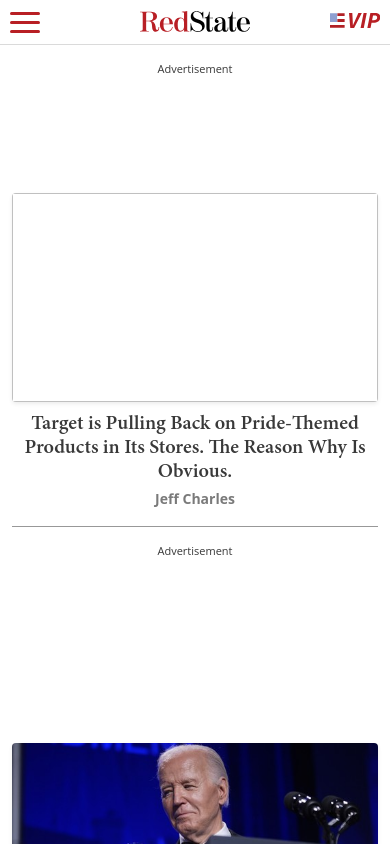 RedState
VIP
Advertisement
Target is Pulling Back on Pride-Themed
Products in Its Stores. The Reason Why Is
Obvious.
Jeff Charles
Advertisement